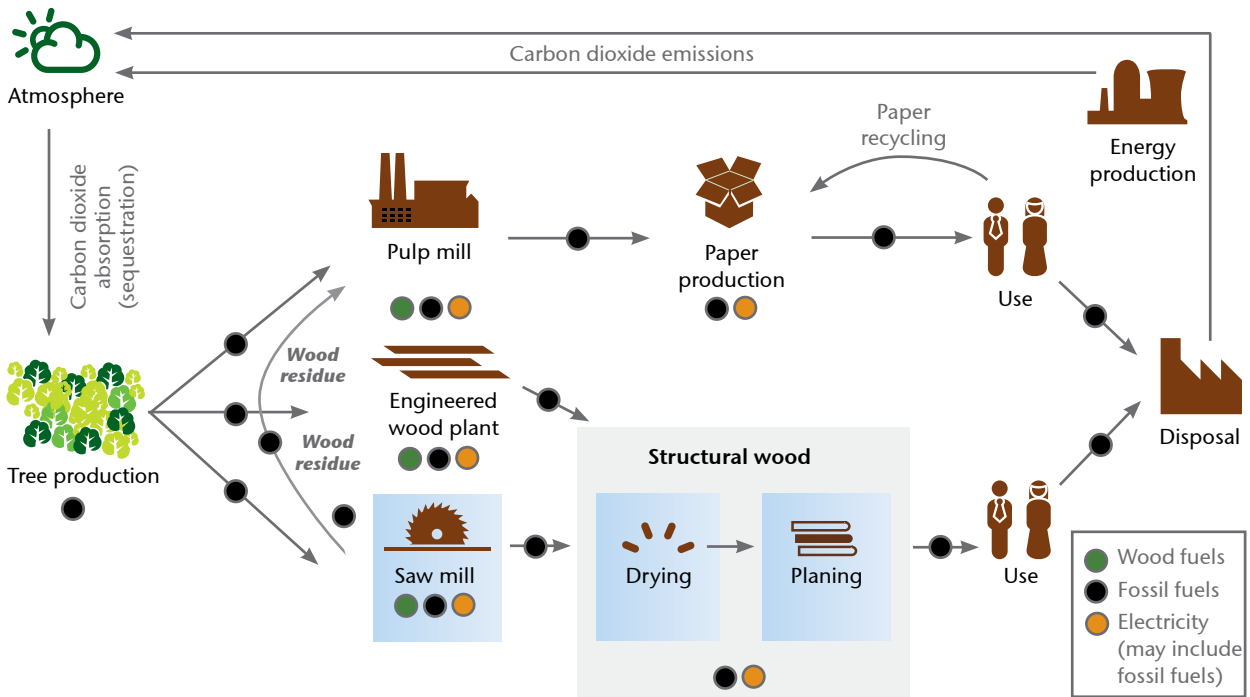 Atmosphere
Carbon dioxide emissions
Energy
production
Paper
recycling
Carbon dioxide
absorption
(sequestration)
Pulp mill
Paper
production
Use
Wood
residue
Engineered
wood plant
Wood
residue
Tree production
Structural wood
Disposal
Saw mill
Drying
Planing
Use
Wood fuels
Fossil fuels
Electricity
(may include
fossil fuels)